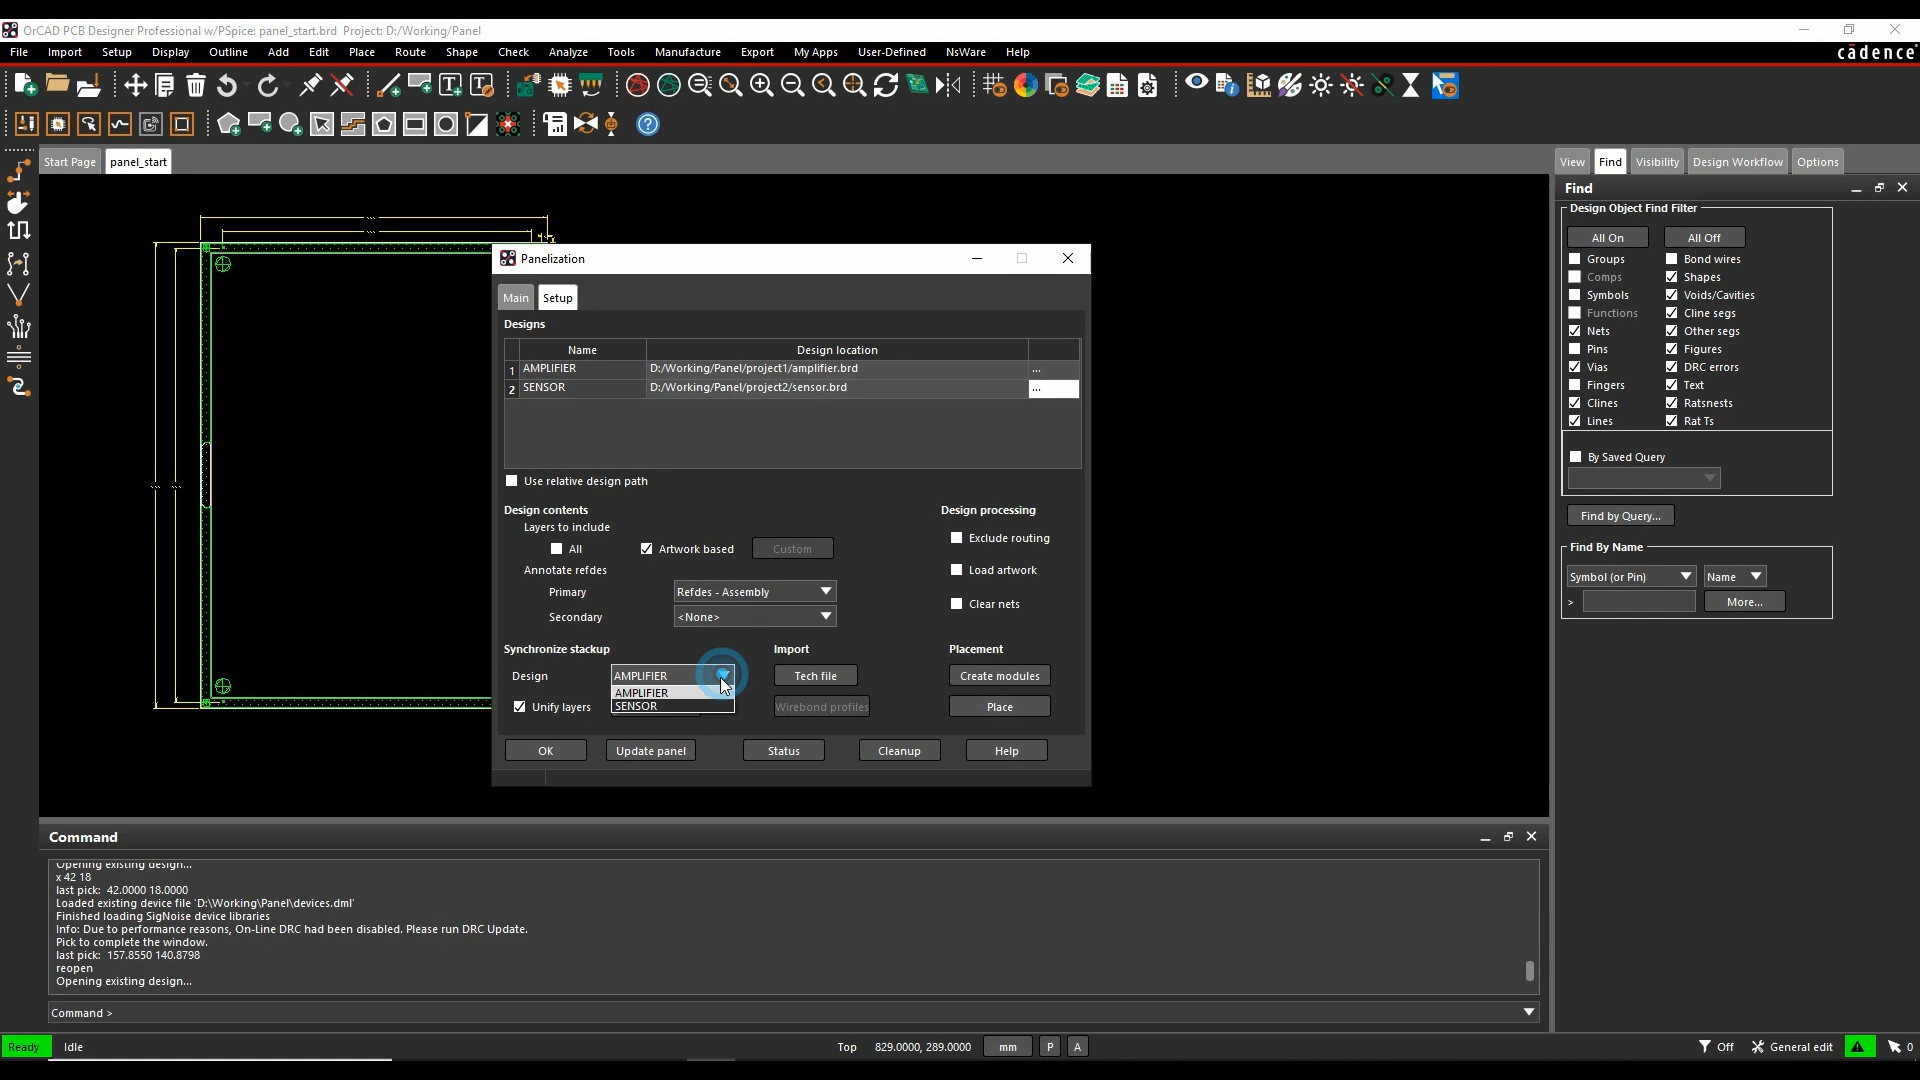 OrCAD PCB Designer Professional w/PSpice: panel_start.brd Project: D:/Working/Panel
File Import Setup Display Outline Add Edit Place Route Shape Check Analyze Tools Manufacture Export My Apps User-Defined NsWare Help
cādence
Start Page panel_start
View Find Visibility Design Workflow Options
Find
Design Object Find Filter
All On All Off
Groups Bond wires
Comps Shapes
Symbols Voids/Cavities
Functions Cline segs
Nets Other segs
Pins Figures
Vias DRC errors
Fingers Text
Clines Ratsnests
Lines Rat Ts
By Saved Query
Find by Query...
Find By Name
Symbol (or Pin) Name
> More...
Panelization
Main Setup
Designs
Name Design location
1 AMPLIFIER D:/Working/Panel/project1/amplifier.brd ...
2 SENSOR D:/Working/Panel/project2/sensor.brd ...
Use relative design path
Design contents Design processing
Layers to include
Exclude routing
All Artwork based Custom
Annotate refdes Load artwork
Primary Refdes - Assembly
Clear nets
Secondary <None>
Synchronize stackup Import Placement
Design AMPLIFIER Tech file Create modules
AMPLIFIER
SENSOR
Unify layers Wirebond profiles Place
OK Update panel Status Cleanup Help
Command
Opening existing design...
x 42 18
last pick: 42.0000 18.0000
Loaded existing device file 'D:\Working\Panel\devices.dml'
Finished loading SigNoise device libraries
Info: Due to performance reasons, On-Line DRC had been disabled. Please run DRC Update.
Pick to complete the window.
last pick: 157.8550 140.8798
reopen
Opening existing design...
Command >
Ready Idle Top 829.0000, 289.0000 mm P A Off General edit 0